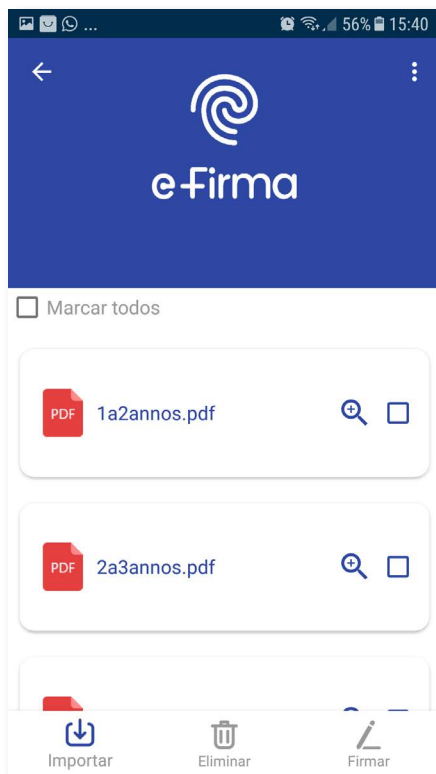 ... 56% 15:40
e-Firma
Marcar todos
PDF 1a2annos.pdf
PDF 2a3annos.pdf
Importar Eliminar Firmar